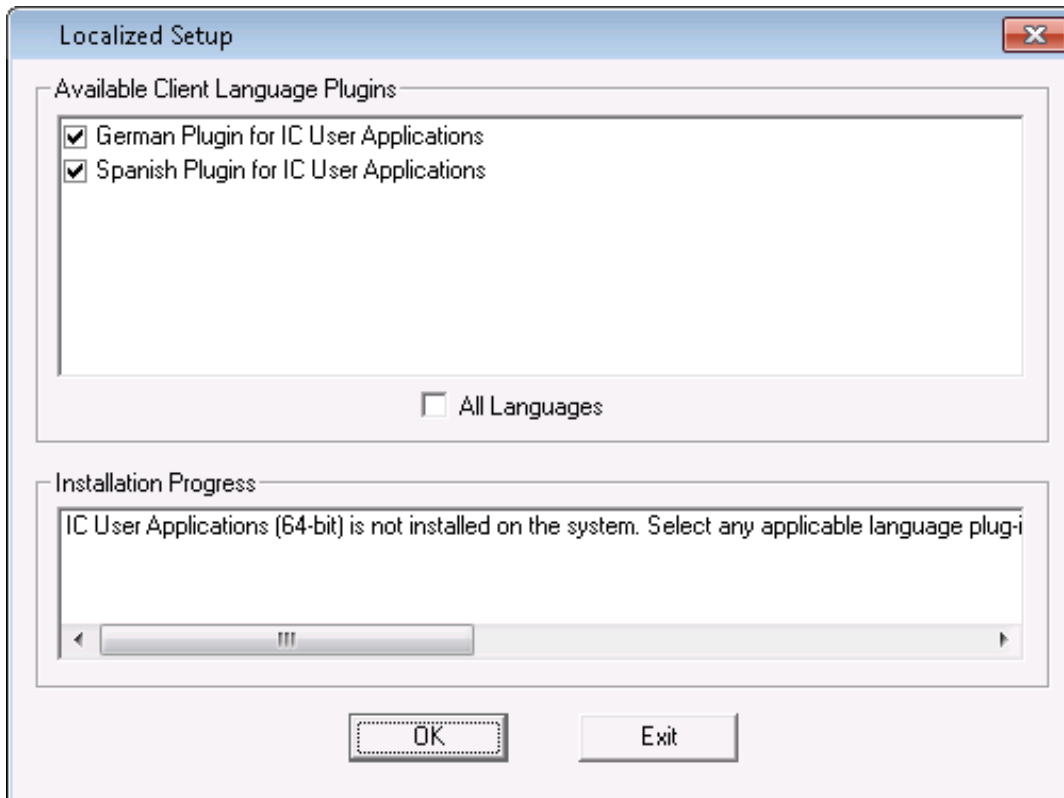 Localized Setup
Available Client Language Plugins
German Plugin for IC User Applications
Spanish Plugin for IC User Applications
All Languages
Installation Progress
IC User Applications (64-bit) is not installed on the system. Select any applicable language plug-i
OK
Exit